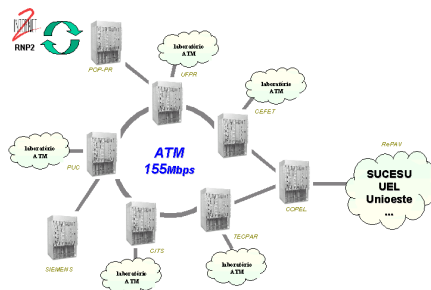 2
INTERNET
RNP2
POP-PR
laboratório
ATM
UFPR
laboratório
ATM
CEFET
laboratório
ATM
PUC
ATM
155Mbps
RePAV
SUCESU
UEL
Unioeste
...
COPEL
SIEMENS
CITS
TECPAR
laboratório
ATM
laboratório
ATM